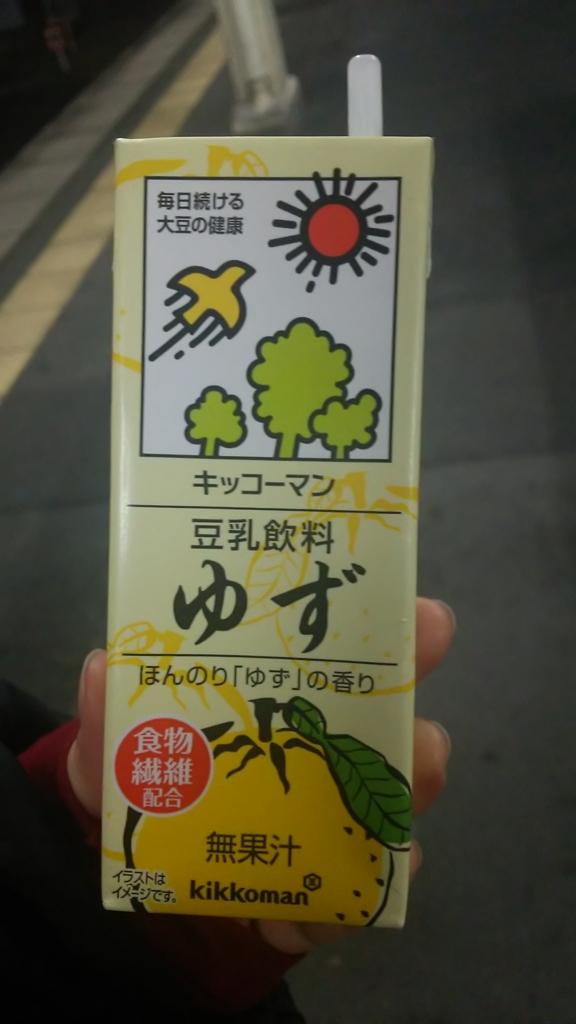 毎日続ける
大豆の健康
キッコーマン
豆乳飲料
ゆず
ほんのり「ゆず」の香り
食物
繊維
配合
無果汁
イラストは
イメージです。
kikkoman